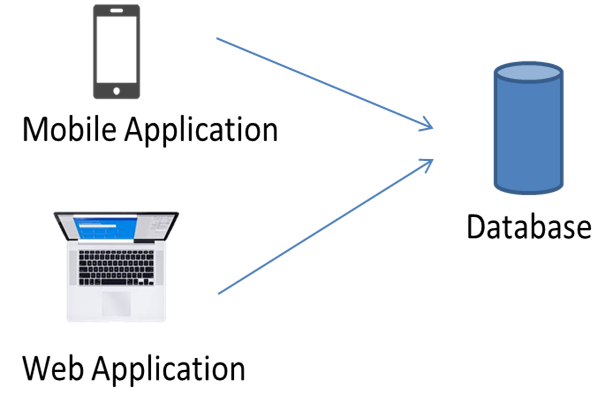 Mobile Application
Database
Web Application